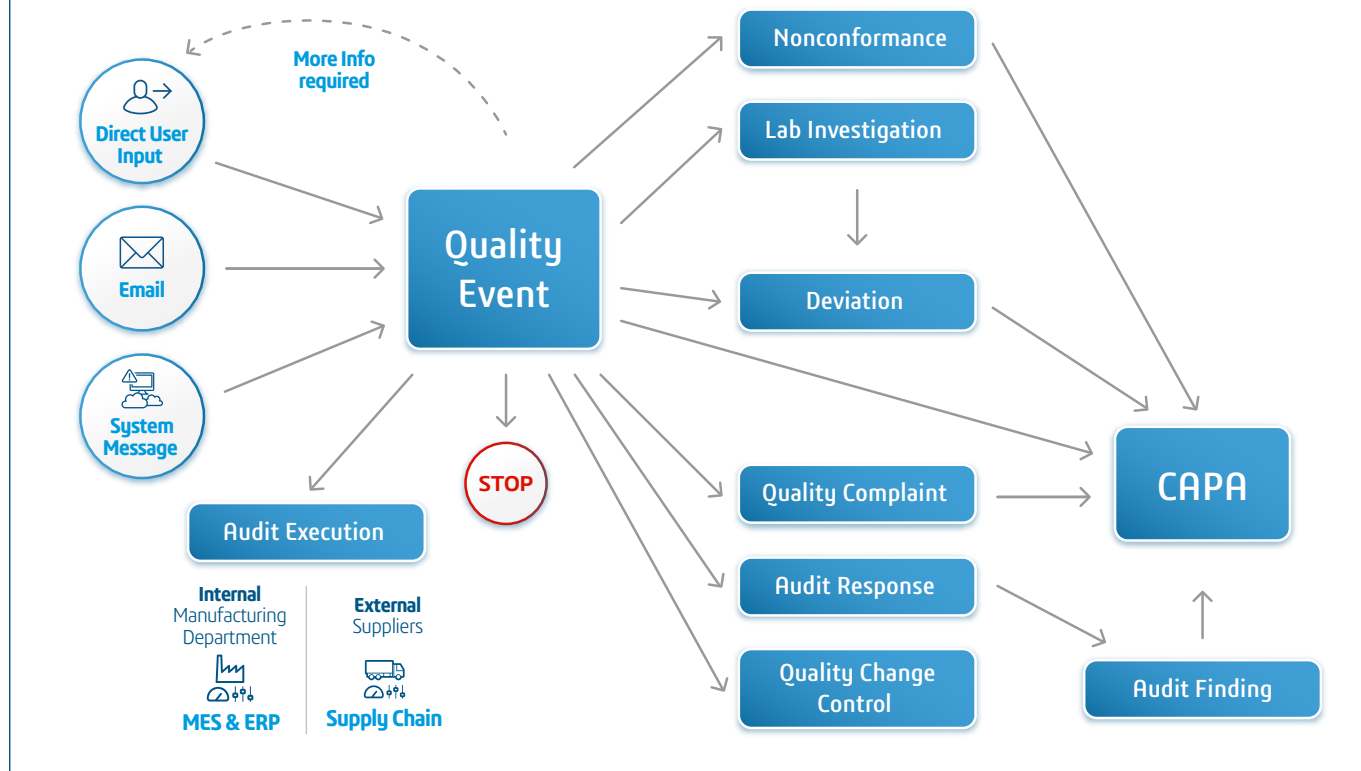 More Info
required
Direct User
Input
Email
System
Message
Quality
Event
STOP
Audit Execution
Internal
Manufacturing
Department
MES & ERP
External
Suppliers
Supply Chain
Nonconformance
Lab Investigation
Deviation
Quality Complaint
Audit Response
Quality Change
Control
CAPA
Audit Finding